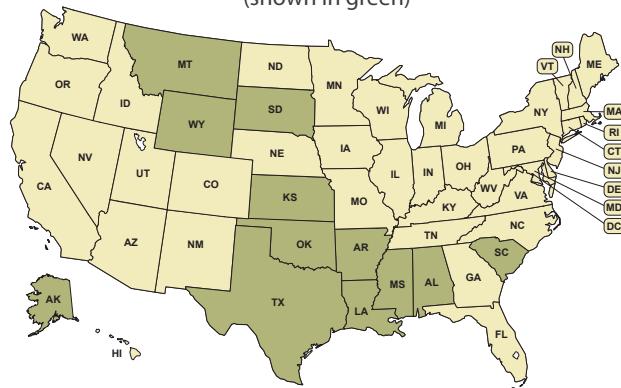 (shown in green)
WA
MT
ND
MN
VT
NH
ME
OR
ID
WY
SD
WI
MI
NY
MA
RI
CT
NJ
DE
MD
DC
NV
UT
CO
NE
IA
IL
IN
OH
PA
WV
VA
CA
KS
MO
KY
NC
AZ
NM
OK
AR
TN
SC
TX
LA
MS
AL
GA
FL
AK
HI